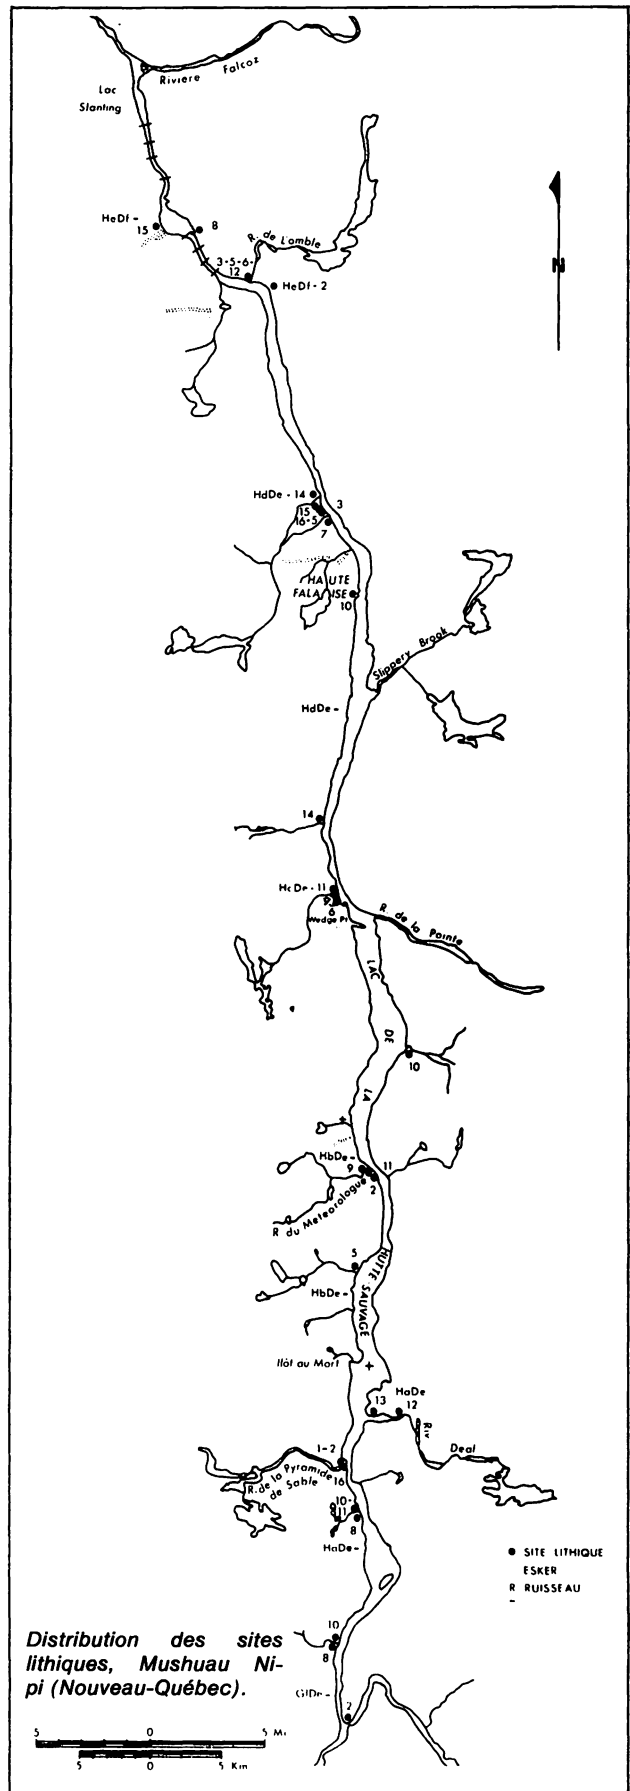 Riviere Falcoz
Lac
Slanting
HeDf -
15
8
R. de L'omble
3-5-6-
12
HeDf - 2
HdDe - 14
3
15
16-5
7
HAUTE
FALAISE
10
Slippery Brook
HdDe -
14
HcDe - 11
9
6
Wedge Pt
R. de la Pointe
LAC
DE
10
LA
HbDe -
9
11
2
R du Meteorologue
5
HUTTE SAUVAGE
HbDe -
Ilôt au Mort
13
HaDe
12
Riv Deal
1-2
R. de la Pyramide
de Sable
16
10-
11
8
HaDe -
SITE LITHIQUE
ESKER
R RUISSEAU
-
10
8
Distribution des sites
lithiques, Mushuau Ni-
pi (Nouveau-Québec).
2
5 0 5 Mi
5 0 5 Km